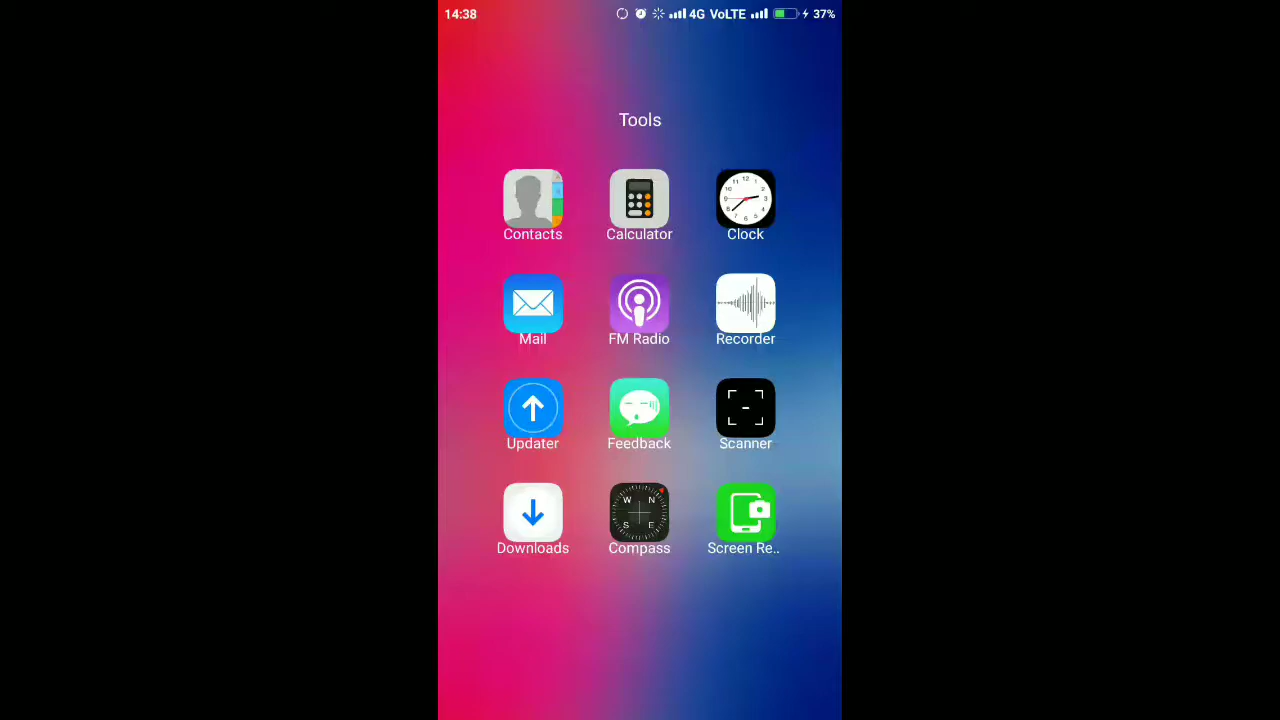 14:38 4G VoLTE 37%
Tools
Contacts Calculator Clock
Mail FM Radio Recorder
Updater Feedback Scanner
Downloads Compass Screen Re..